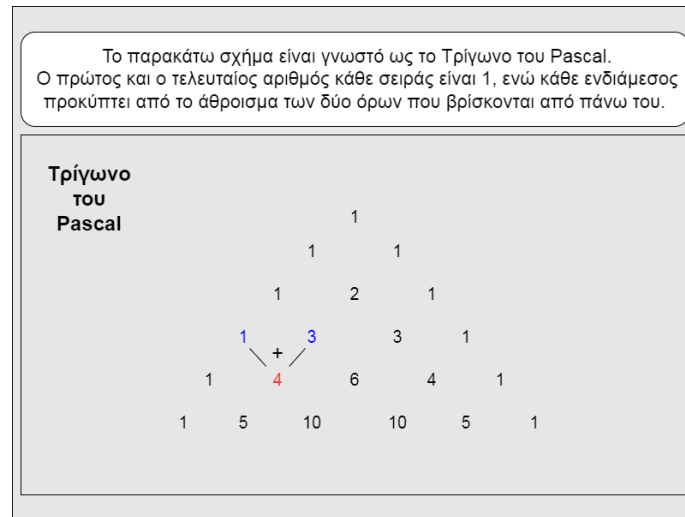 Το παρακάτω σχήμα είναι γνωστό ως το Τρίγωνο του Pascal.
Ο πρώτος και ο τελευταίος αριθμός κάθε σειράς είναι 1, ενώ κάθε ενδιάμεσος
προκύπτει από το άθροισμα των δύο όρων που βρίσκονται από πάνω του.
Τρίγωνο
του
Pascal
1
1 1
1 2 1
1 3 3 1
+
1 4 6 4 1
1 5 10 10 5 1